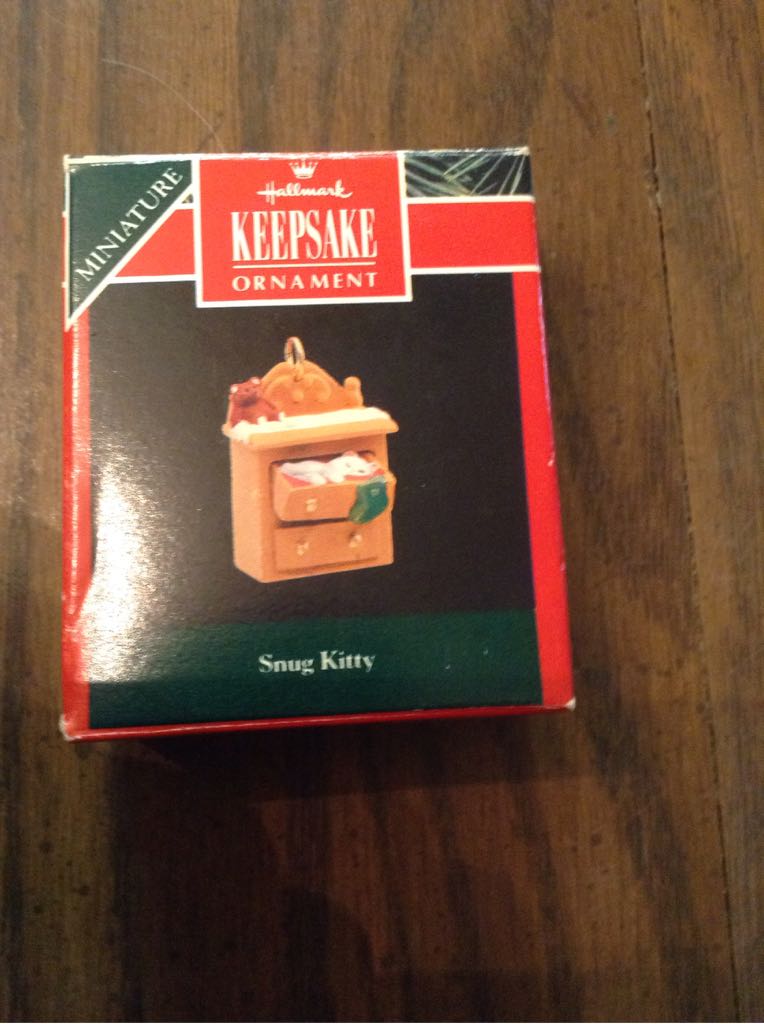 MINIATURE
Hallmark
KEEPSAKE
ORNAMENT
Snug Kitty